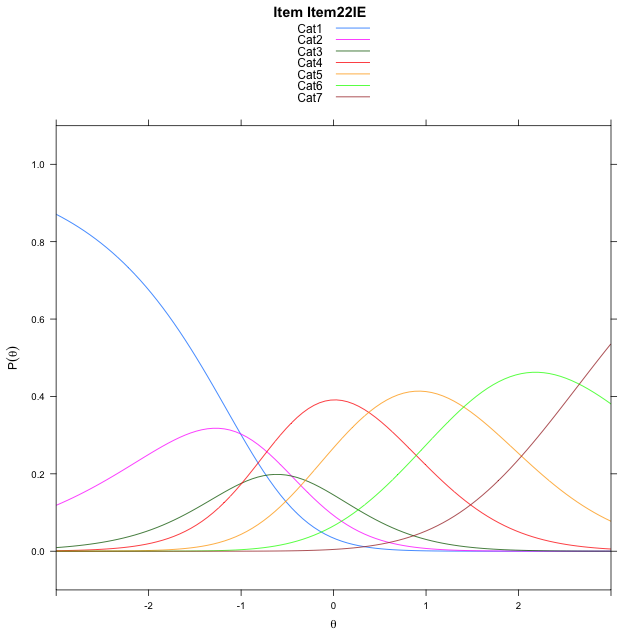 Item Item22IE
Cat1
Cat2
Cat3
Cat4
Cat5
Cat6
Cat7
1.0
0.8
0.6
0.4
0.2
0.0
P(θ)
-2 -1 0 1 2
θ